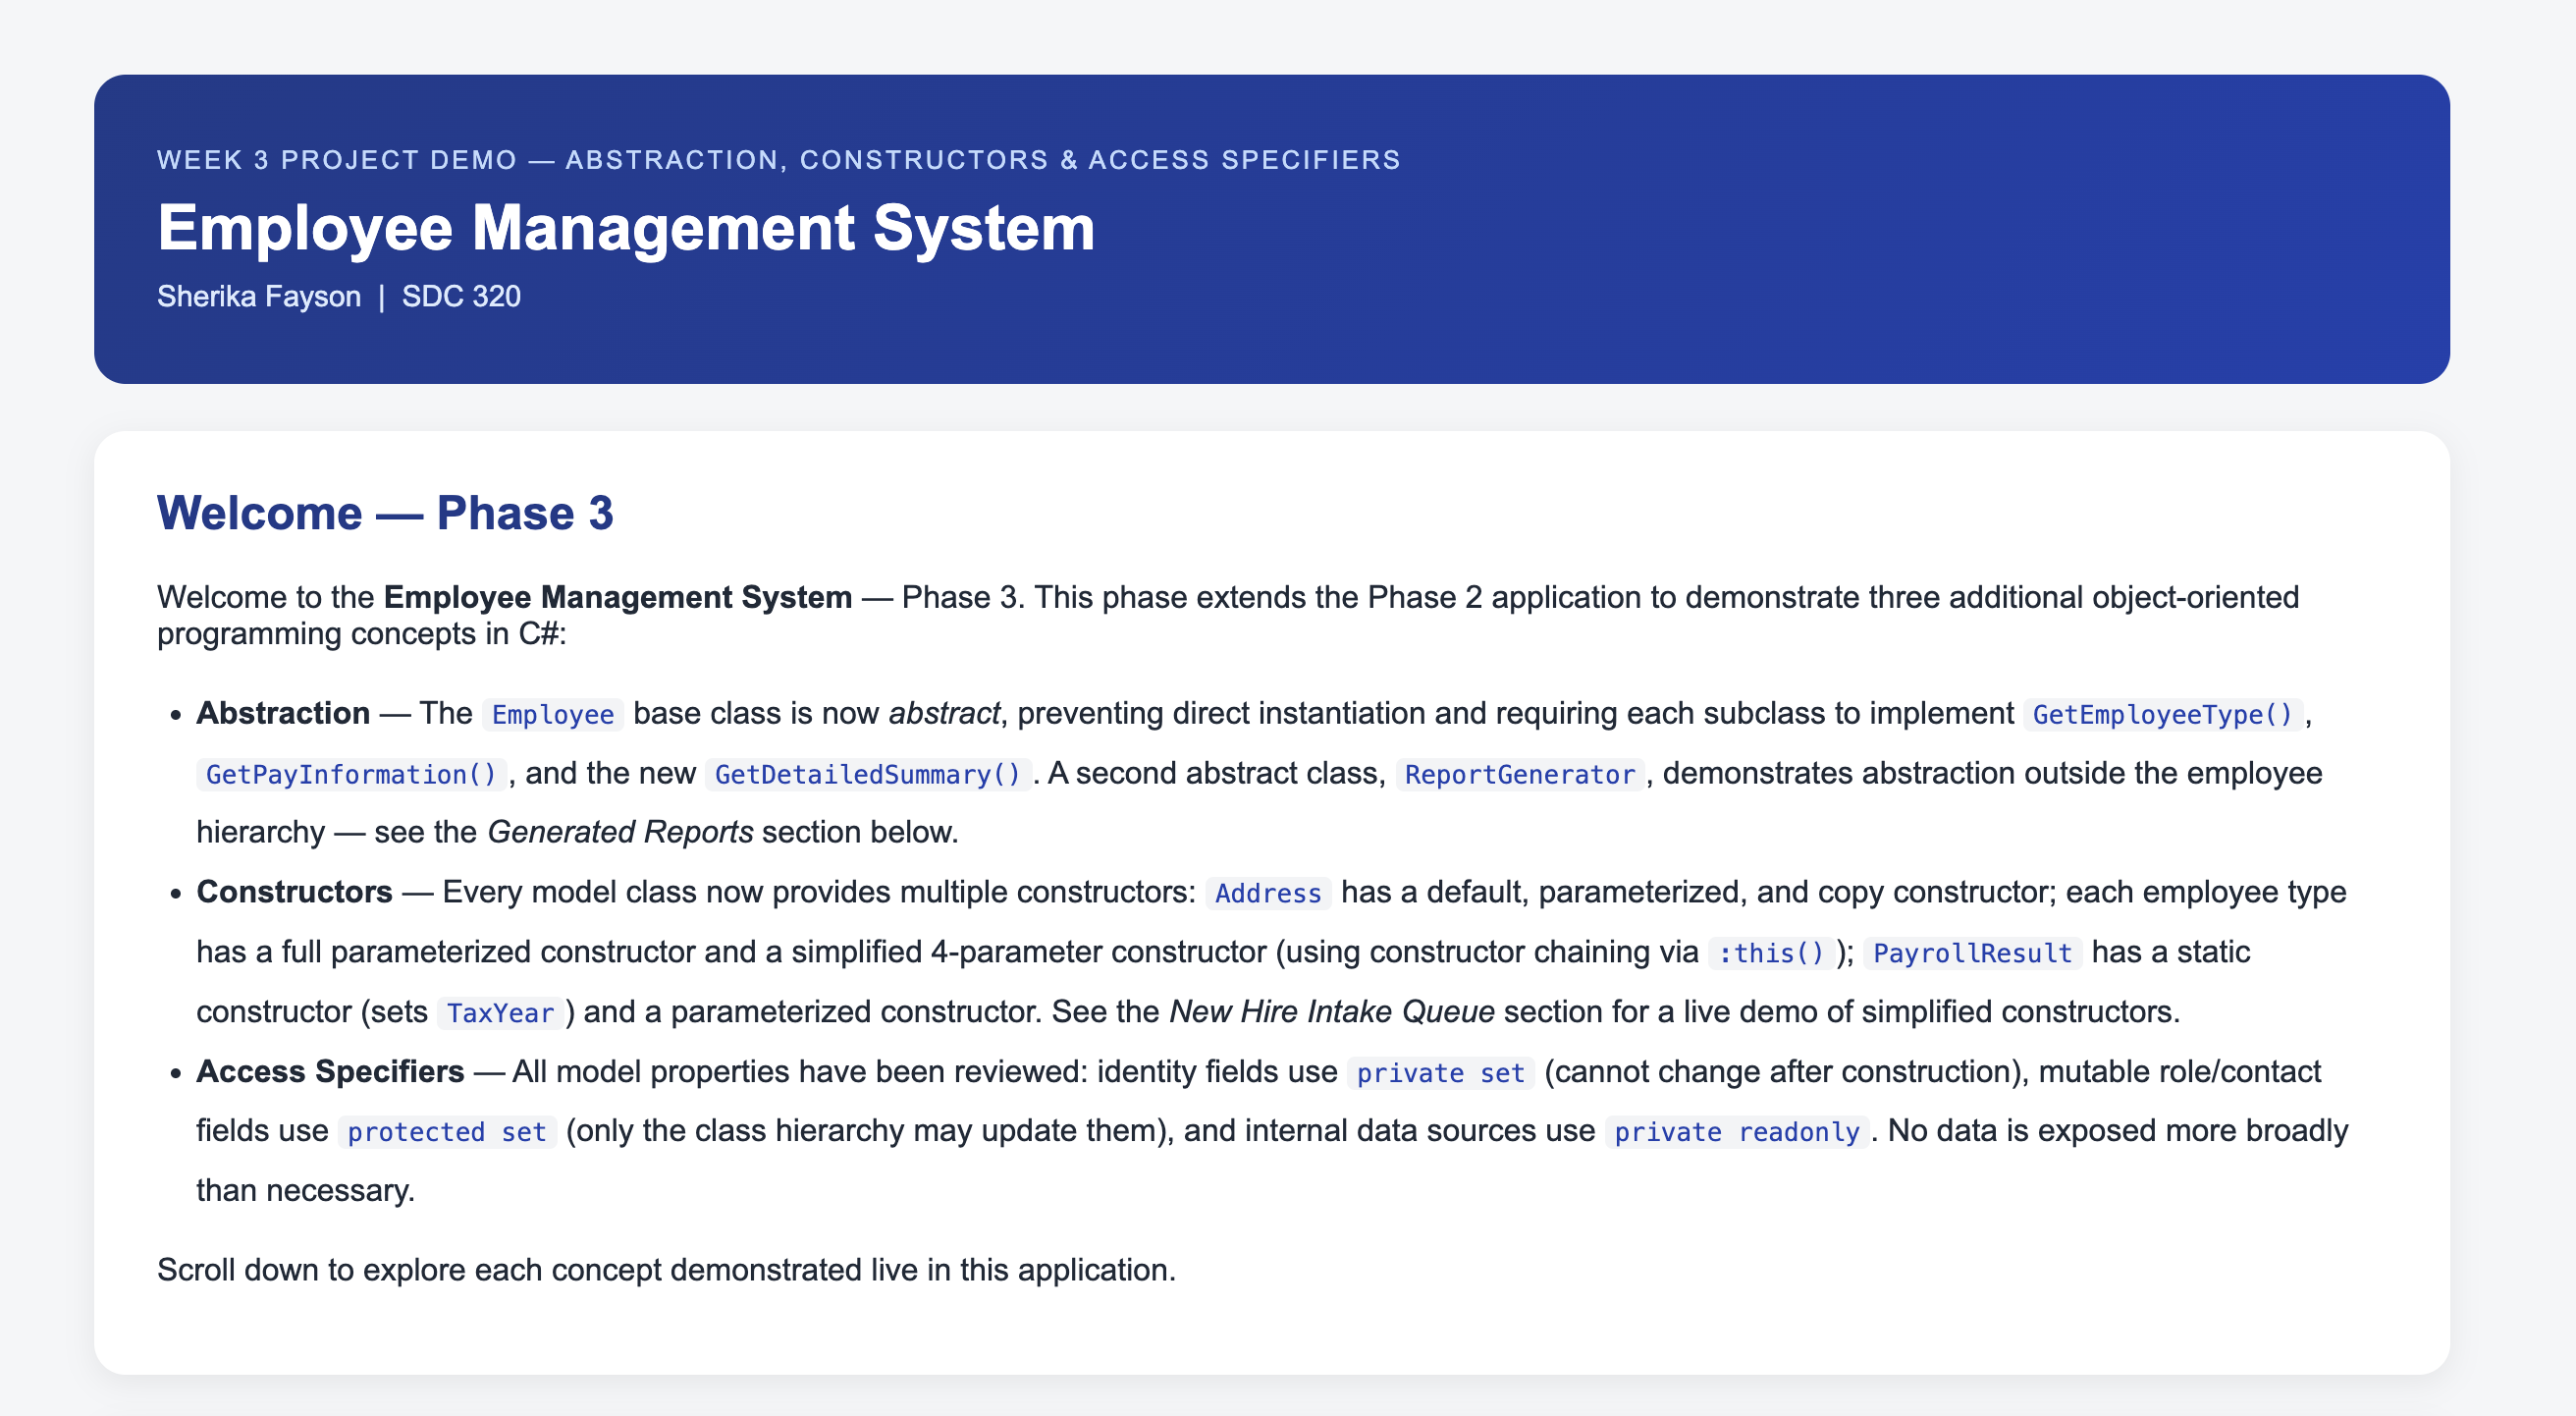 WEEK 3 PROJECT DEMO — ABSTRACTION, CONSTRUCTORS & ACCESS SPECIFIERS
Employee Management System
Sherika Fayson | SDC 320
Welcome — Phase 3
Welcome to the Employee Management System — Phase 3. This phase extends the Phase 2 application to demonstrate three additional object-oriented
programming concepts in C#:
• Abstraction — The Employee base class is now abstract, preventing direct instantiation and requiring each subclass to implement GetEmployeeType() ,
GetPayInformation() , and the new GetDetailedSummary() . A second abstract class, ReportGenerator , demonstrates abstraction outside the employee
hierarchy — see the Generated Reports section below.
• Constructors — Every model class now provides multiple constructors: Address has a default, parameterized, and copy constructor; each employee type
has a full parameterized constructor and a simplified 4-parameter constructor (using constructor chaining via :this() ); PayrollResult has a static
constructor (sets TaxYear ) and a parameterized constructor. See the New Hire Intake Queue section for a live demo of simplified constructors.
• Access Specifiers — All model properties have been reviewed: identity fields use private set (cannot change after construction), mutable role/contact
fields use protected set (only the class hierarchy may update them), and internal data sources use private readonly . No data is exposed more broadly
than necessary.
Scroll down to explore each concept demonstrated live in this application.